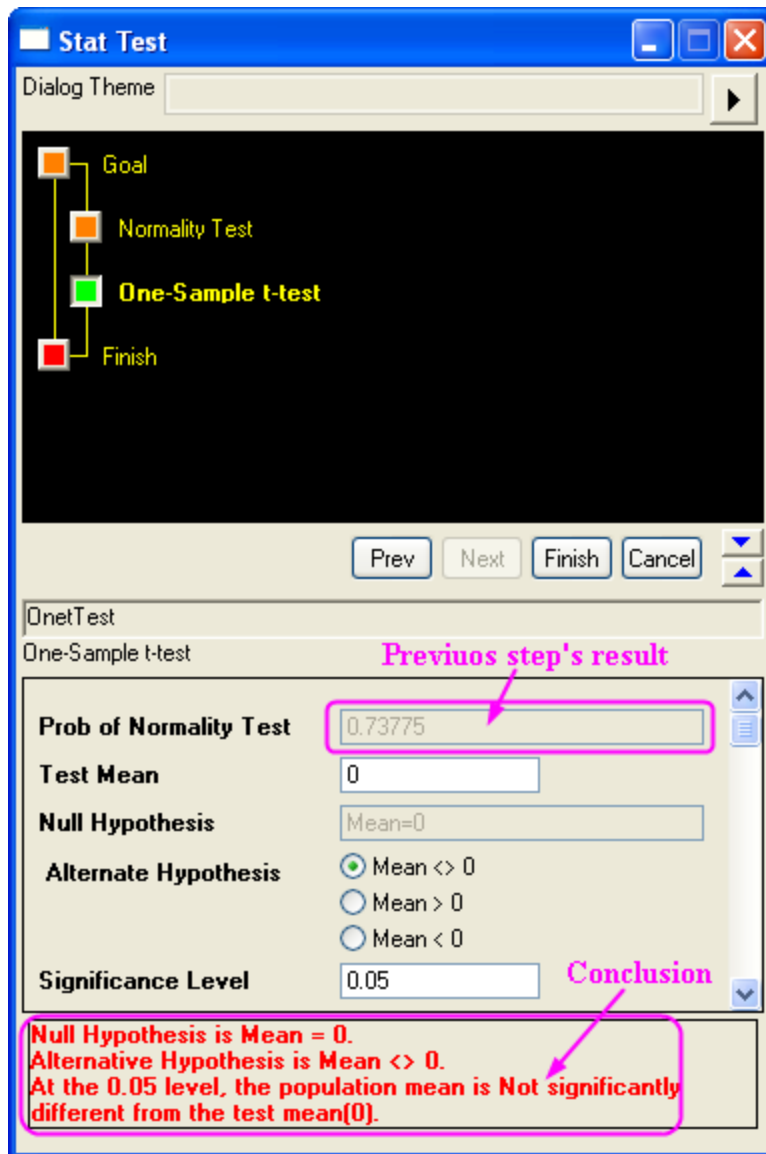 Stat Test
Dialog Theme
Goal
Normality Test
One-Sample t-test
Finish
Prev Next Finish Cancel
OnetTest
One-Sample t-test
Previuos step's result
Prob of Normality Test 0.73775
Test Mean 0
Null Hypothesis Mean=0
Alternate Hypothesis Mean <> 0
Mean > 0
Mean < 0
Significance Level 0.05
Conclusion
Null Hypothesis is Mean = 0.
Alternative Hypothesis is Mean <> 0.
At the 0.05 level, the population mean is Not significantly
different from the test mean(0).